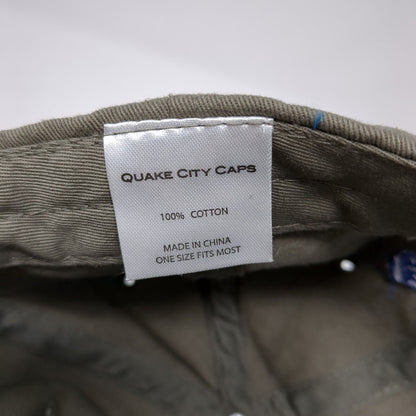 QUAKE CITY CAPS
100% COTTON
MADE IN CHINA
ONE SIZE FITS MOST